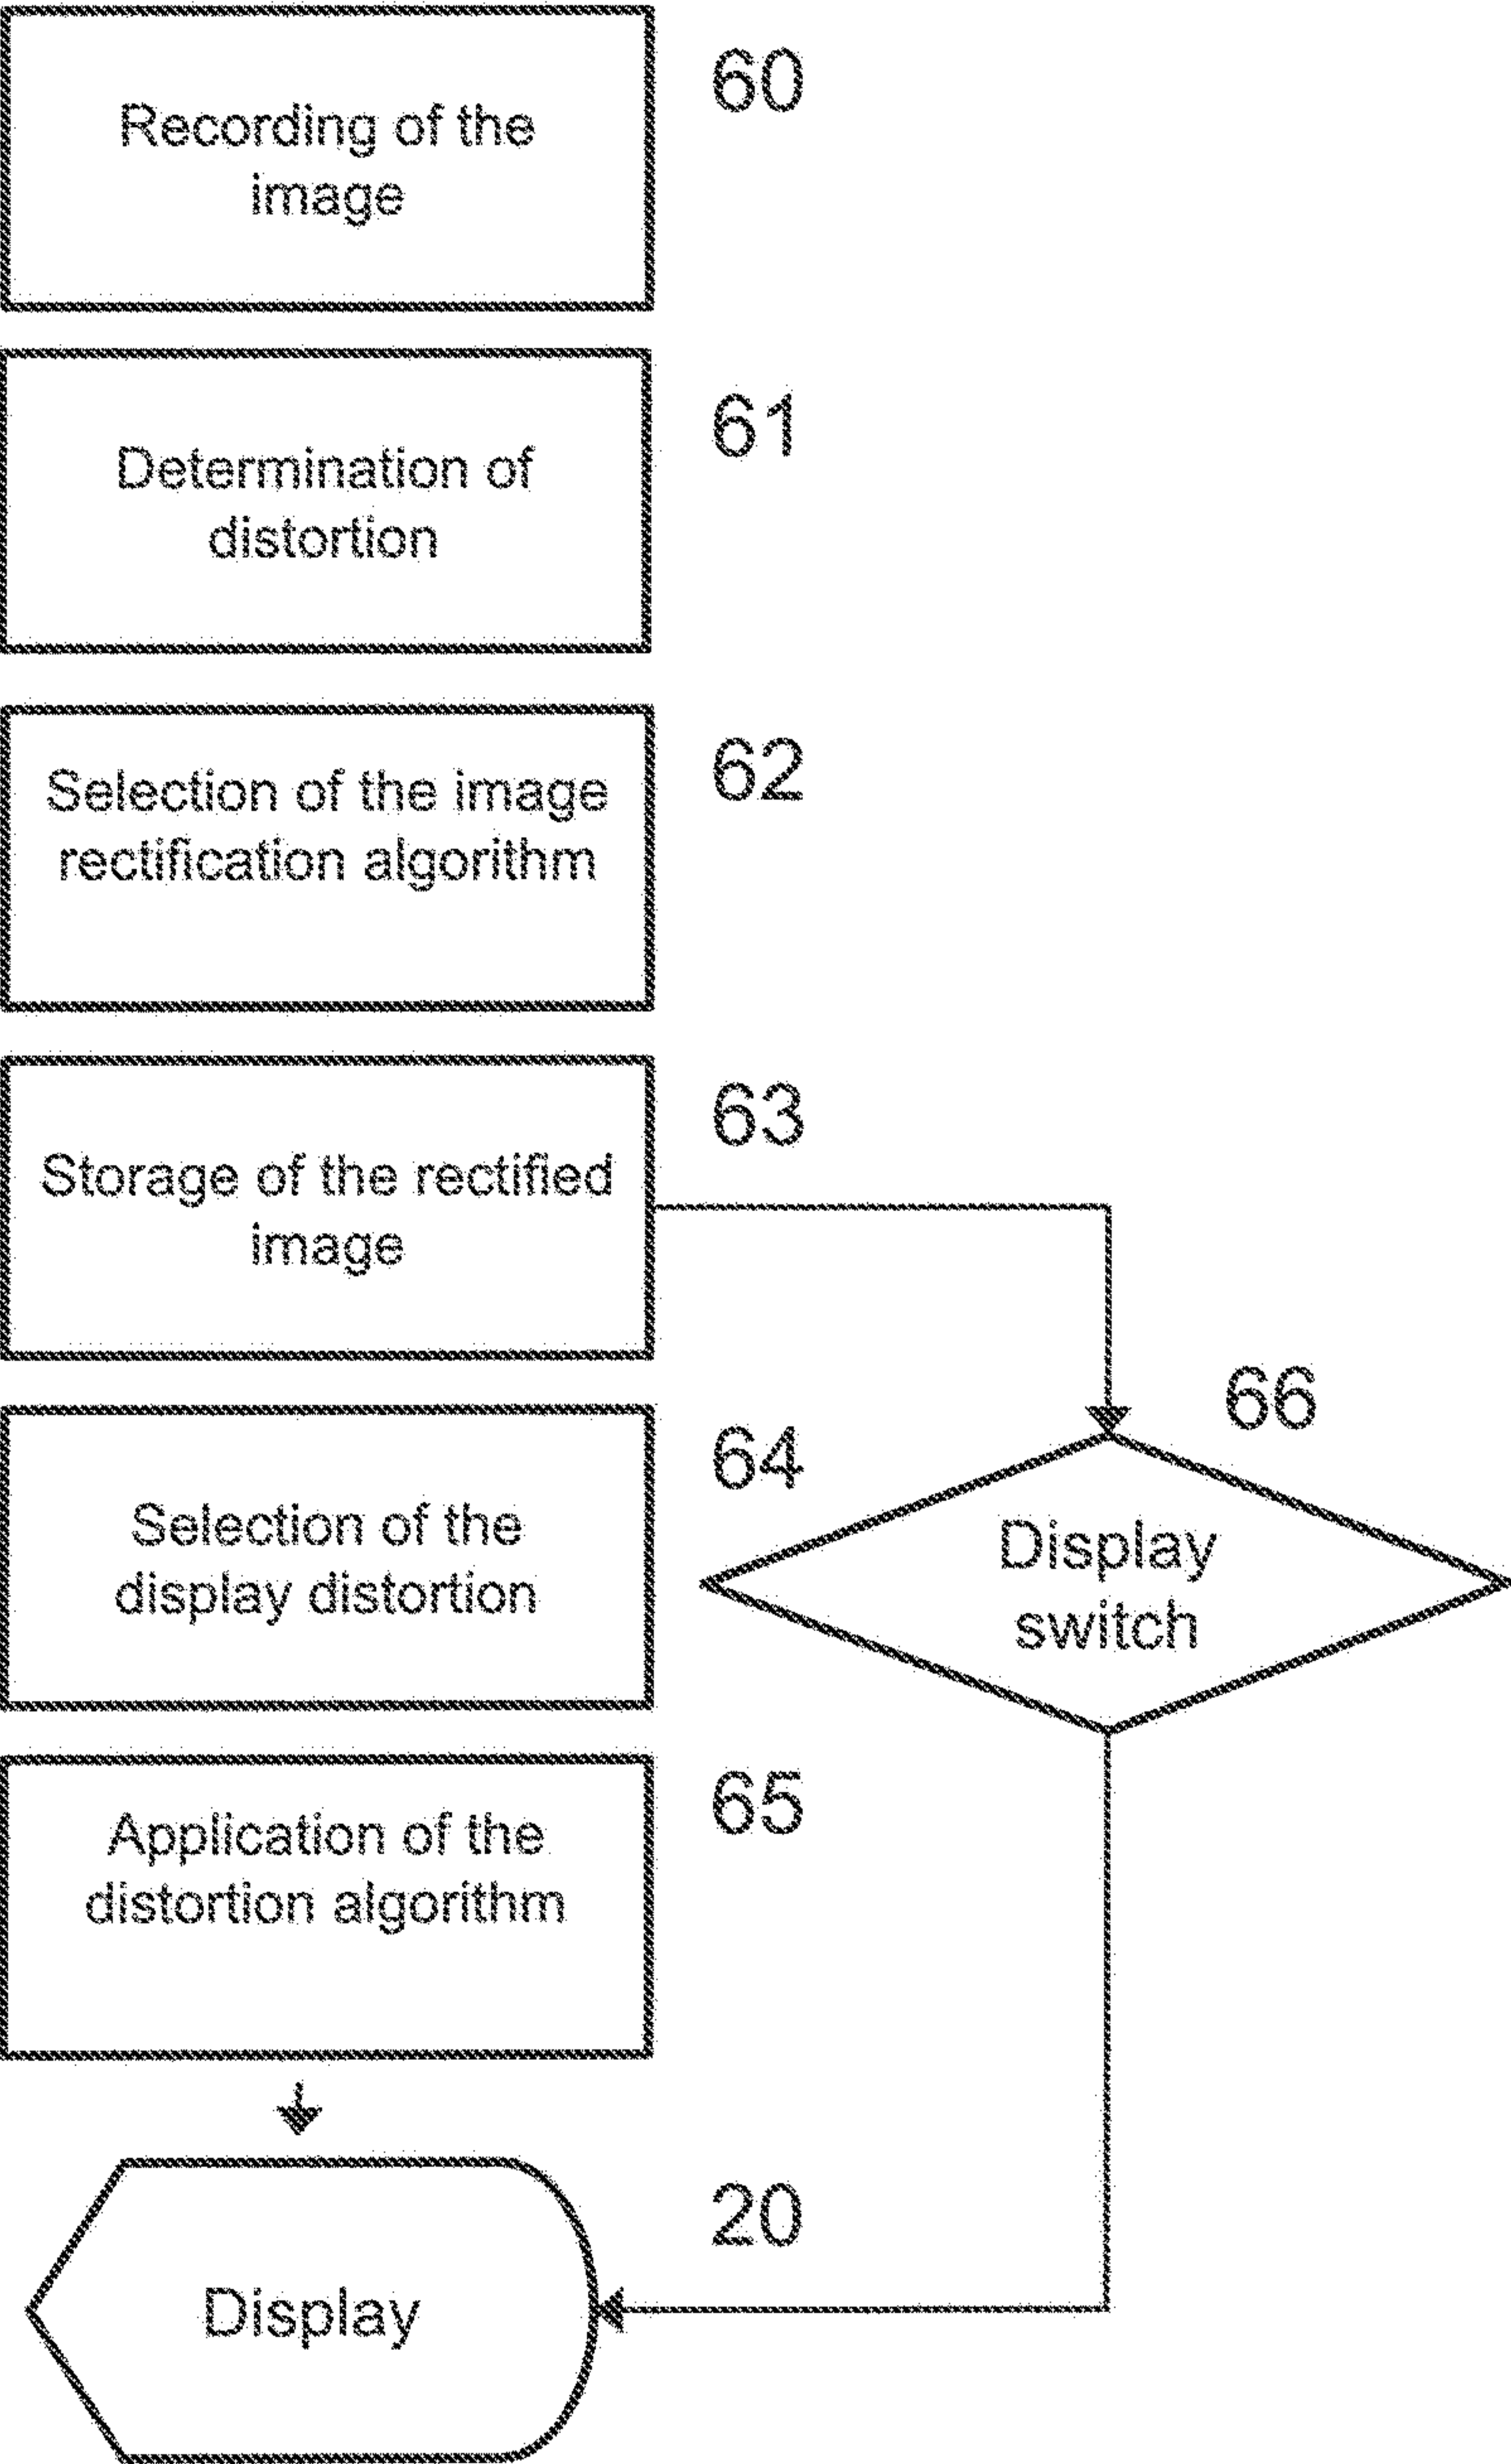 Recording of the
image
60
Determination of
distortion
61
Selection of the image
rectification algorithm
62
Storage of the rectified
image
63
Selection of the
display distortion
64
Display
switch
66
Application of the
distortion algorithm
65
Display
20